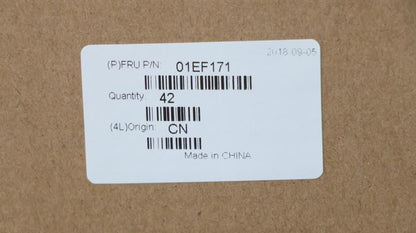 2018-09-05
(P)FRU P/N: 01EF171
Quantity: 42
(4L)Origin: CN
Made in CHINA